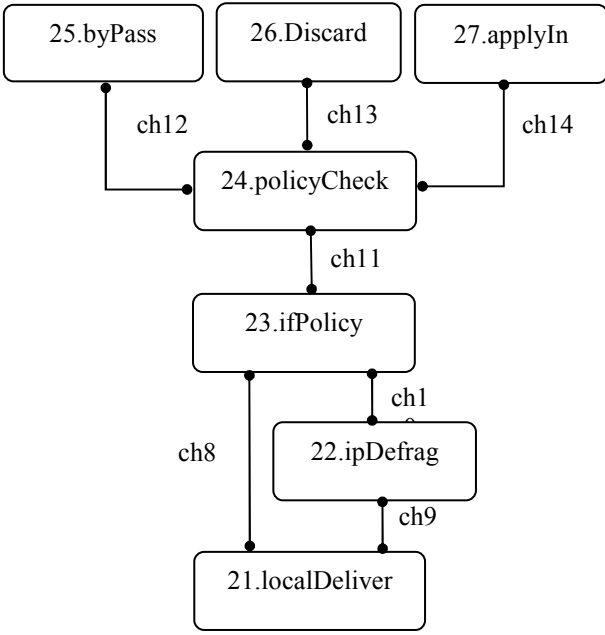 25.byPass
26.Discard
27.applyIn
ch12
ch13
ch14
24.policyCheck
ch11
23.ifPolicy
ch1
ch8
22.ipDefrag
ch9
21.localDeliver